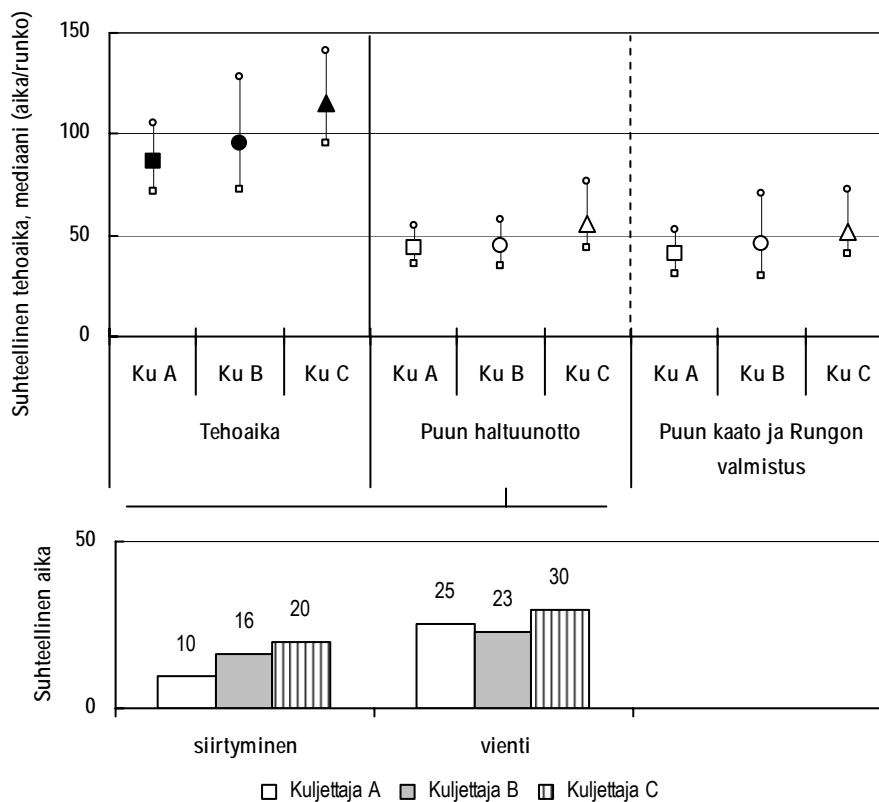 Suhteellinen tehoaika, mediaani (aika/runko)
150
100
50
0
Ku A Ku B Ku C Ku A Ku B Ku C Ku A Ku B Ku C
Tehoaika Puun haltuunotto Puun kaato ja Rungon
valmistus
Suhteellinen aika
50
0
10 16 20 25 23 30
siirtyminen vienti
Kuljettaja A Kuljettaja B Kuljettaja C